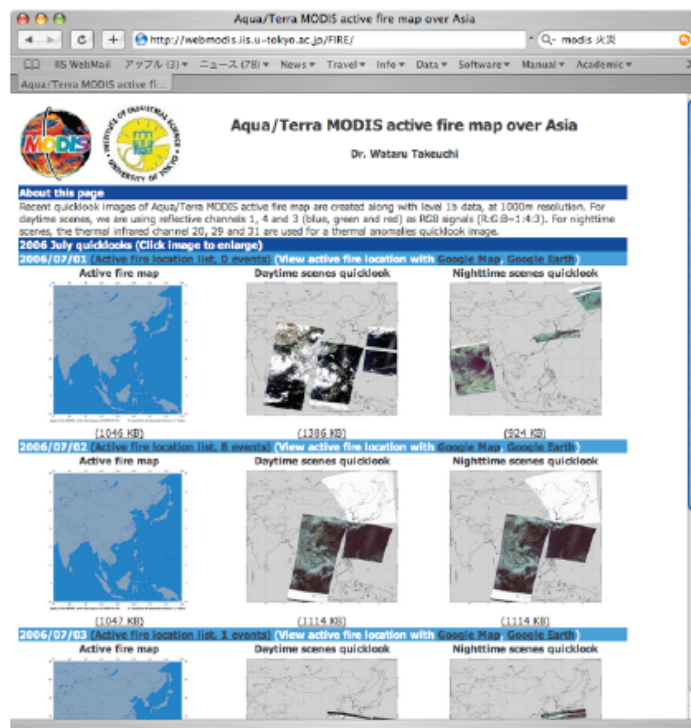 Aqua/Terra MODIS active fire map over Asia
http://webmodis.iis.u-tokyo.ac.jp/FIRE/
modis 火災
IIS WebMail アップル (3) ニュース (78) News Travel Info Data Software Manual Academic
Aqua/Terra MODIS active fi...
MODIS
INSTITUTE OF INDUSTRIAL SCIENCE
UNIVERSITY OF TOKYO
Aqua/Terra MODIS active fire map over Asia
Dr. Wataru Takeuchi
About this page
Recent quicklook images of Aqua/Terra MODIS active fire map are created along with level 1b data, at 1000m resolution. For
daytime scenes, we are using reflective channels 1, 4 and 3 (blue, green and red) as RGB signals (R:G:B=1:4:3). For nighttime
scenes, the thermal infrared channel 20, 29 and 31 are used for a thermal anomalies quicklook image.
2006 July quicklooks (Click image to enlarge)
2006/07/01 (Active fire location list, 0 events) (View active fire location with Google Map, Google Earth)
Active fire map Daytime scenes quicklook Nighttime scenes quicklook
(1046 KB) (1386 KB) (924 KB)
2006/07/02 (Active fire location list, 8 events) (View active fire location with Google Map, Google Earth)
Active fire map Daytime scenes quicklook Nighttime scenes quicklook
(1047 KB) (1114 KB) (1114 KB)
2006/07/03 (Active fire location list, 1 events) (View active fire location with Google Map, Google Earth)
Active fire map Daytime scenes quicklook Nighttime scenes quicklook